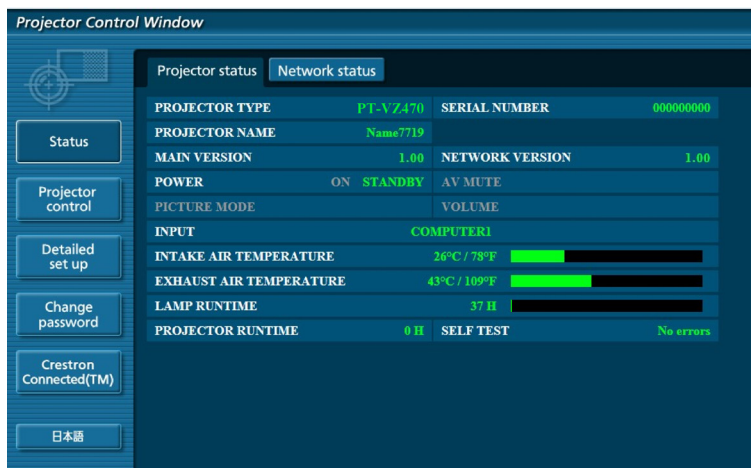 Projector Control Window
Projector status Network status
Status
Projector
control
Detailed
set up
Change
password
Crestron
Connected(TM)
日本語
PROJECTOR TYPE PT-VZ470 SERIAL NUMBER 000000000
PROJECTOR NAME Name7719
MAIN VERSION 1.00 NETWORK VERSION 1.00
POWER ON STANDBY AV MUTE
PICTURE MODE VOLUME
INPUT COMPUTER1
INTAKE AIR TEMPERATURE 26°C / 78°F
EXHAUST AIR TEMPERATURE 43°C / 109°F
LAMP RUNTIME 37 H
PROJECTOR RUNTIME 0 H SELF TEST No errors